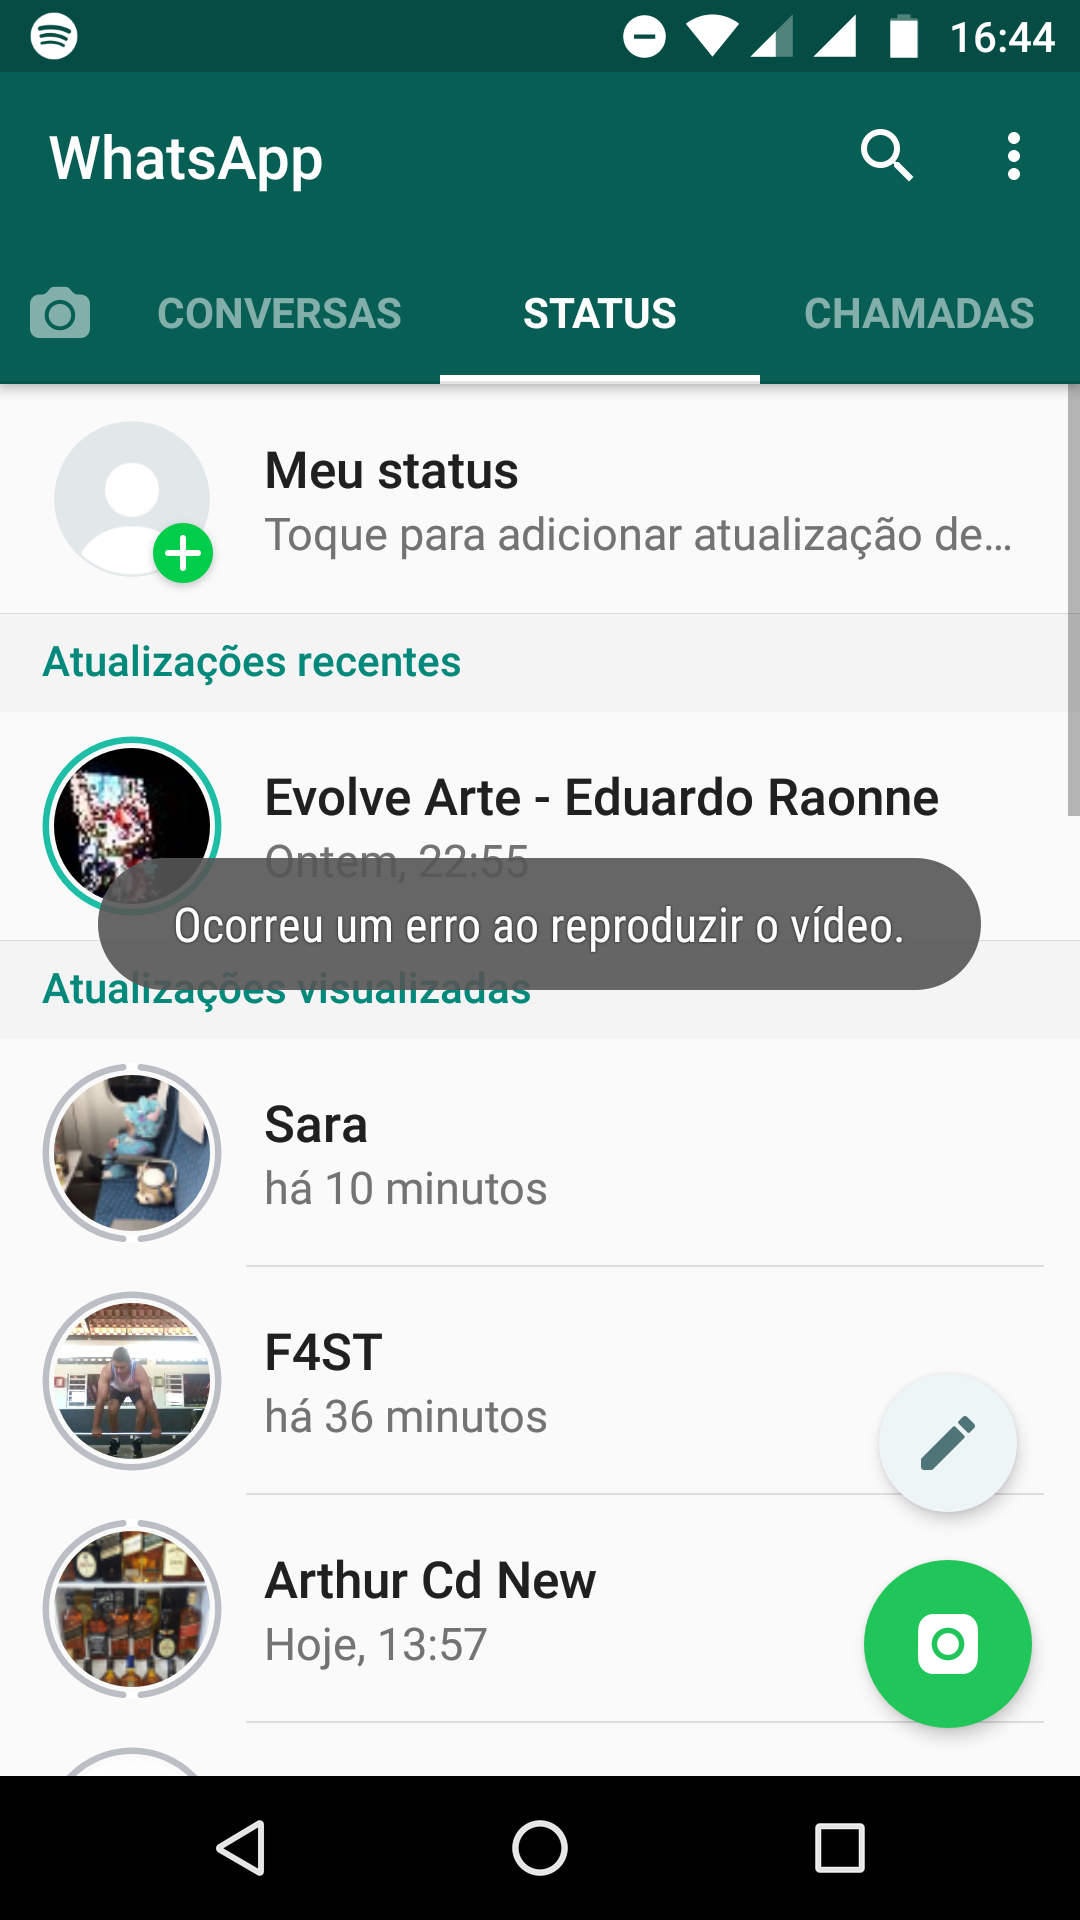 16:44
WhatsApp
CONVERSAS STATUS CHAMADAS
Meu status
Toque para adicionar atualização de...
Atualizações recentes
Evolve Arte - Eduardo Raonne
Ontem, 22:55
Ocorreu um erro ao reproduzir o vídeo.
Atualizações visualizadas
Sara
há 10 minutos
F4ST
há 36 minutos
Arthur Cd New
Hoje, 13:57